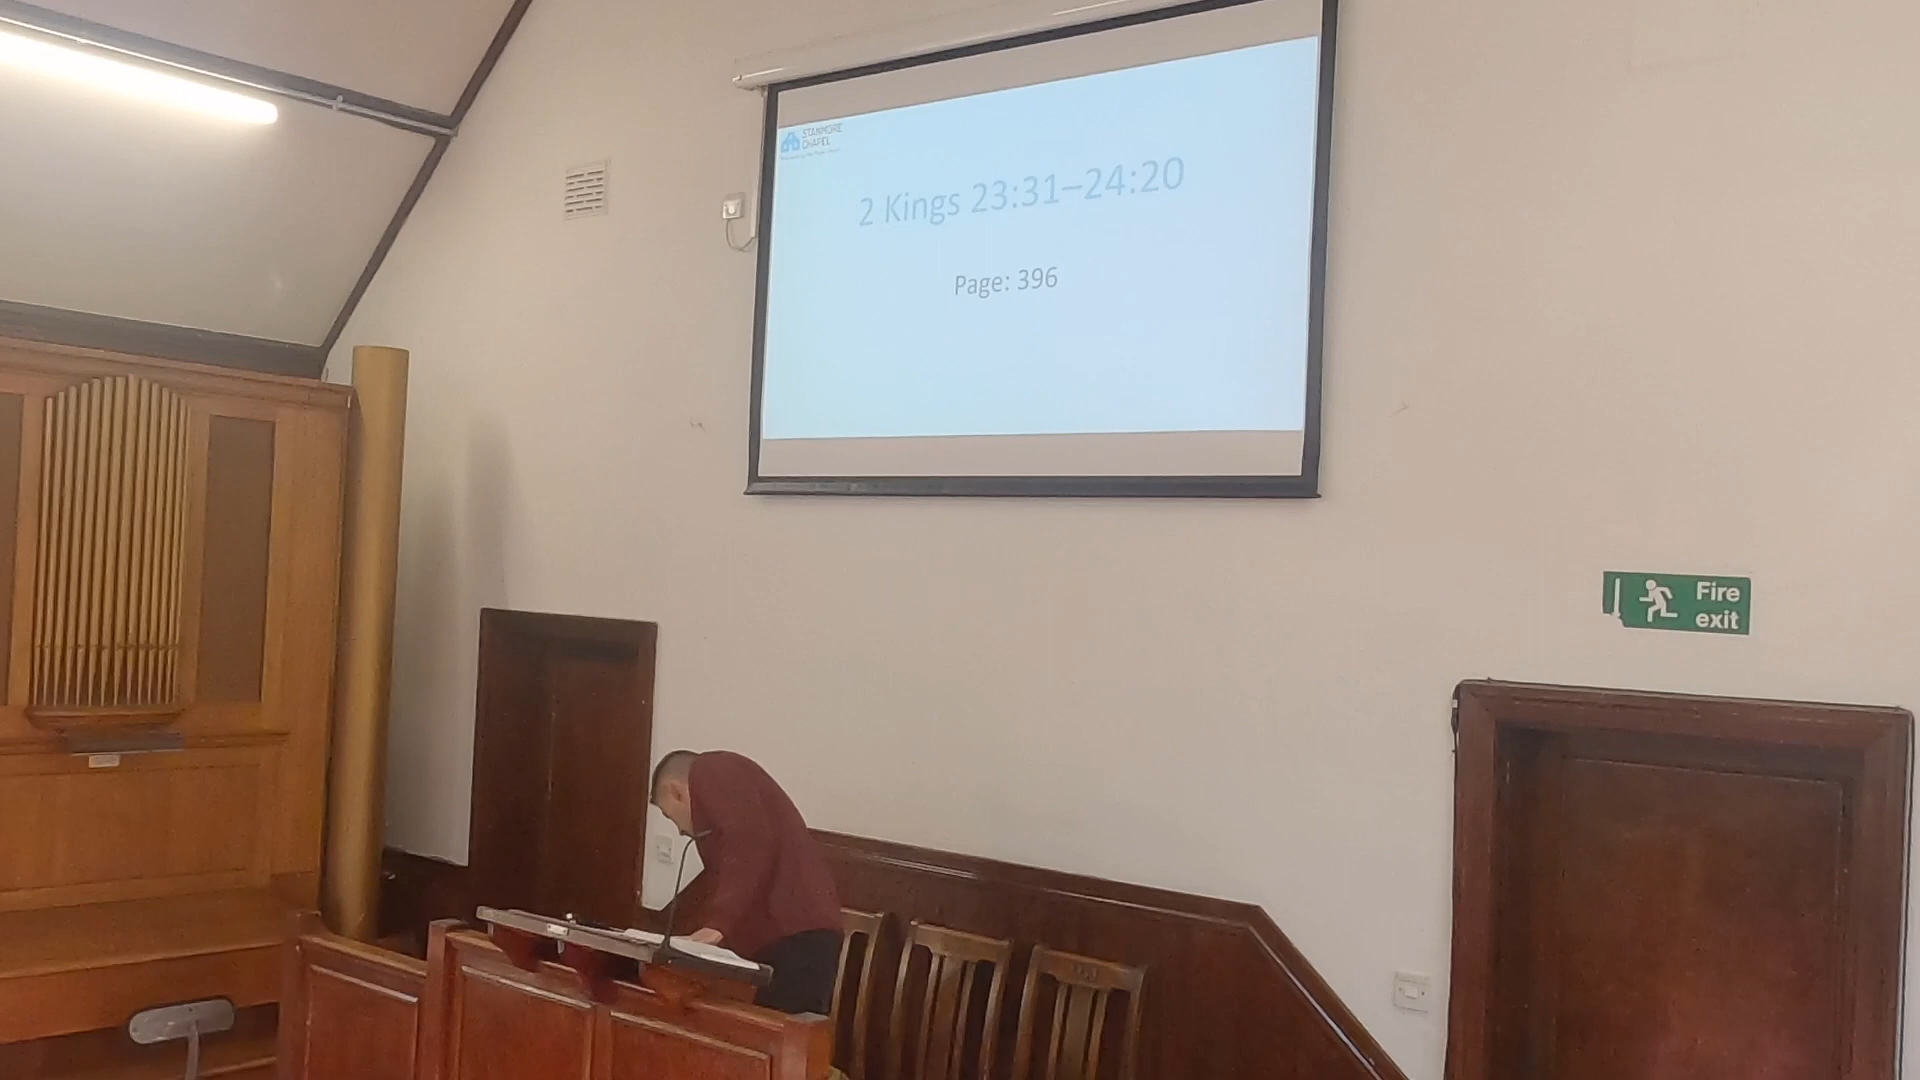 STANMORE
CHAPEL
2 Kings 23:31–24:20
Page: 396
Fire
exit